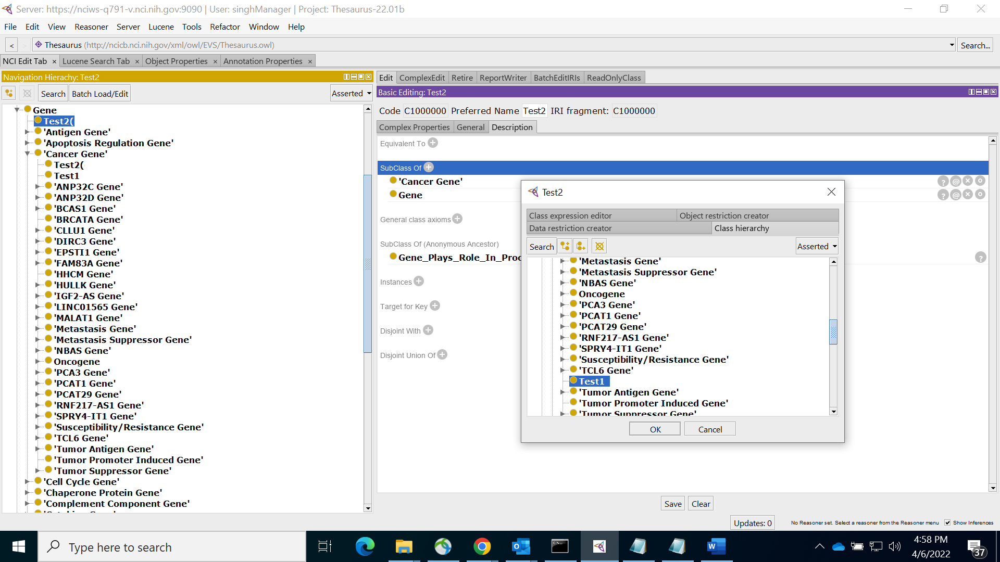 Server: https://nciws-q791-v.nci.nih.gov:9090 | User: singhManager | Project: Thesaurus-22.01b
File Edit View Reasoner Server Lucene Tools Refactor Window Help
< > Thesaurus (http://ncicb.nci.nih.gov/xml/owl/EVS/Thesaurus.owl) Search...
NCI Edit Tab × Lucene Search Tab × Object Properties × Annotation Properties ×
Navigation Hierachy: Test2
Search Batch Load/Edit Asserted
Gene
Test2(
'Antigen Gene'
'Apoptosis Regulation Gene'
'Cancer Gene'
Test2(
Test1
'ANP32C Gene'
'ANP32D Gene'
'BCAS1 Gene'
'BRCATA Gene'
'CLLU1 Gene'
'DIRC3 Gene'
'EPSTI1 Gene'
'FAM83A Gene'
'HHCM Gene'
'HULLK Gene'
'IGF2-AS Gene'
'LINC01565 Gene'
'MALAT1 Gene'
'Metastasis Gene'
'Metastasis Suppressor Gene'
'NBAS Gene'
Oncogene
'PCA3 Gene'
'PCAT1 Gene'
'PCAT29 Gene'
'RNF217-AS1 Gene'
'SPRY4-IT1 Gene'
'Susceptibility/Resistance Gene'
'TCL6 Gene'
'Tumor Antigen Gene'
'Tumor Promoter Induced Gene'
'Tumor Suppressor Gene'
'Cell Cycle Gene'
'Chaperone Protein Gene'
'Complement Component Gene'
Edit ComplexEdit Retire ReportWriter BatchEditIRIs ReadOnlyClass
Basic Editing: Test2
Code C1000000 Preferred Name Test2 IRI fragment: C1000000
Complex Properties General Description
Equivalent To
SubClass Of
'Cancer Gene'
Gene
General class axioms
SubClass Of (Anonymous Ancestor)
Gene_Plays_Role_In_Proc
Instances
Target for Key
Disjoint With
Disjoint Union Of
Test2
Class expression editor Object restriction creator
Data restriction creator Class hierarchy
Search Asserted
'Metastasis Gene'
'Metastasis Suppressor Gene'
'NBAS Gene'
Oncogene
'PCA3 Gene'
'PCAT1 Gene'
'PCAT29 Gene'
'RNF217-AS1 Gene'
'SPRY4-IT1 Gene'
'Susceptibility/Resistance Gene'
'TCL6 Gene'
Test1
'Tumor Antigen Gene'
'Tumor Promoter Induced Gene'
'Tumor Suppressor Gene'
OK Cancel
Save Clear
Updates: 0
No Reasoner set. Select a reasoner from the Reasoner menu Show Inferences
Type here to search
4:58 PM
4/6/2022
37